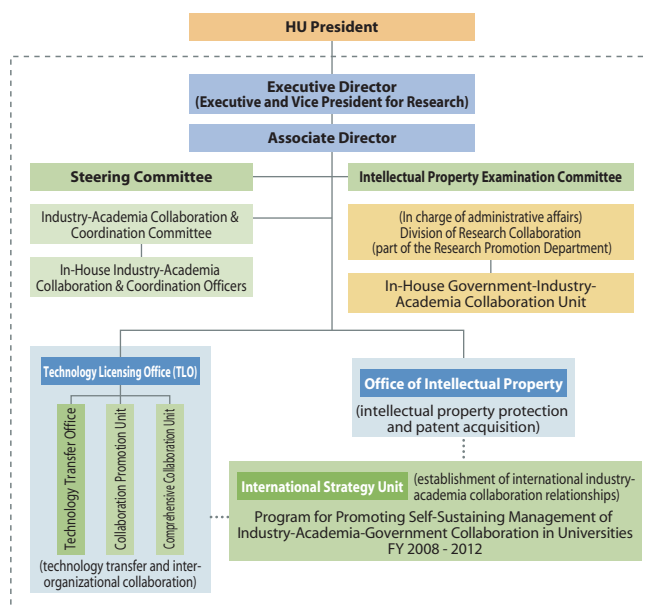 HU President
Executive Director
(Executive and Vice President for Research)
Associate Director
Steering Committee
Intellectual Property Examination Committee
Industry-Academia Collaboration &
Coordination Committee
In-House Industry-Academia
Collaboration & Coordination Officers
(In charge of administrative affairs)
Division of Research Collaboration
(part of the Research Promotion Department)
In-House Government-Industry-
Academia Collaboration Unit
Technology Licensing Office (TLO)
Technology Transfer Office
Collaboration Promotion Unit
Comprehensive Collaboration Unit
(technology transfer and inter-
organizational collaboration)
Office of Intellectual Property
(intellectual property protection
and patent acquisition)
International Strategy Unit
(establishment of international industry-
academia collaboration relationships)
Program for Promoting Self-Sustaining Management of
Industry-Academia-Government Collaboration in Universities
FY 2008 - 2012